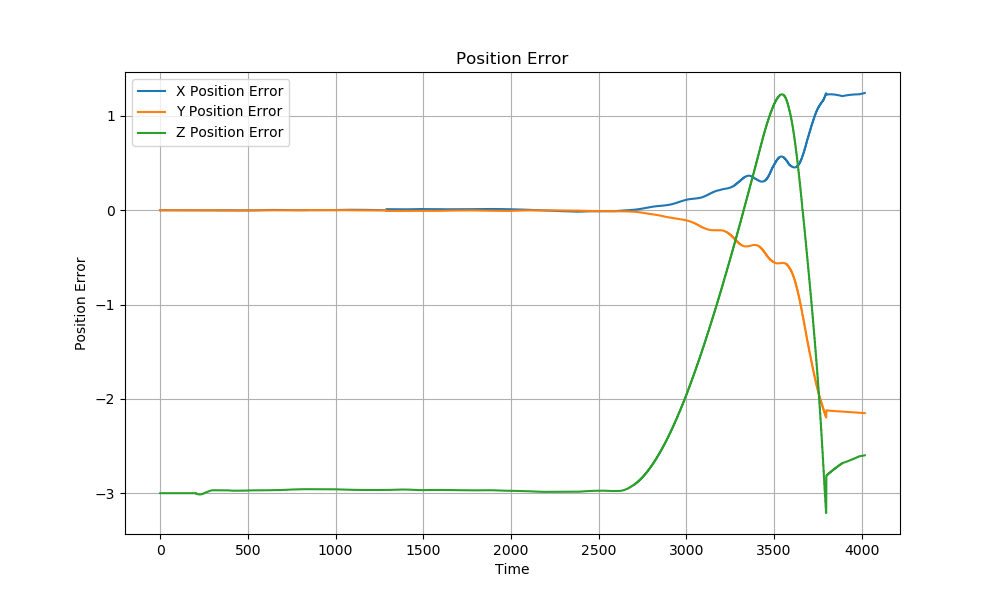 Position Error
X Position Error
Y Position Error
Z Position Error
Position Error
1
0
−1
−2
−3
0 500 1000 1500 2000 2500 3000 3500 4000
Time